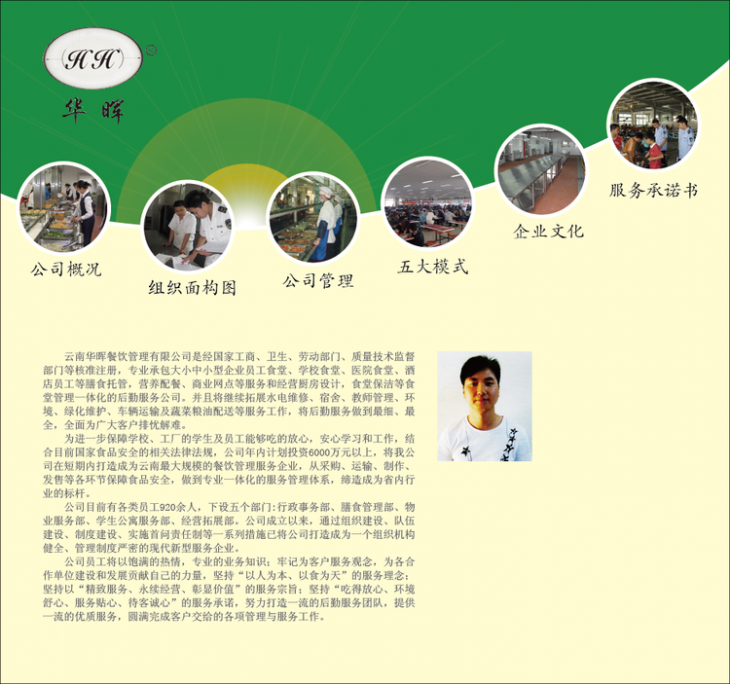 HH
R
华 晖
服务承诺书
企业文化
五大模式
公司概况
公司管理
组织面构图
云南华晖餐饮管理有限公司是经国家工商、卫生、劳动部门、质量技术监督
部门等核准注册，专业承包大小中小型企业员工食堂、学校食堂、医院食堂、酒
店员工等膳食托管，营养配餐、商业网点等服务和经营厨房设计，食堂保洁等食
堂管理一体化的后勤服务公司。并且将继续拓展水电维修、宿舍、教师管理、环
境、绿化维护、车辆运输及蔬菜粮油配送等服务工作，将后勤服务做到最细、最
全，全面为广大客户排忧解难。
为进一步保障学校、工厂的学生及员工能够吃的放心，安心学习和工作，结
合目前国家食品安全的相关法律法规，公司年内计划投资6000万元以上，将我公
司在短期内打造成为云南最大规模的餐饮管理服务企业，从采购、运输、制作、
发售等各环节保障食品安全，做到专业一体化的服务管理体系，缔造成为省内行
业的标杆。
公司目前有各类员工920余人，下设五个部门:行政事务部、膳食管理部、物
业服务部、学生公寓服务部、经营拓展部。公司成立以来，通过组织建设、队伍
建设、制度建设、实施首问责任制等一系列措施已将公司打造成为一个组织机构
健全、管理制度严密的现代新型服务企业。
公司员工将以饱满的热情，专业的业务知识；牢记为客户服务观念，为各合
作单位建设和发展贡献自己的力量，坚持“以人为本、以食为天”的服务理念；
坚持以“精致服务、永续经营、彰显价值”的服务宗旨；坚持“吃得放心、环境
舒心、服务贴心、待客诚心”的服务承诺，努力打造一流的后勤服务团队，提供
一流的优质服务，圆满完成客户交给的各项管理与服务工作。